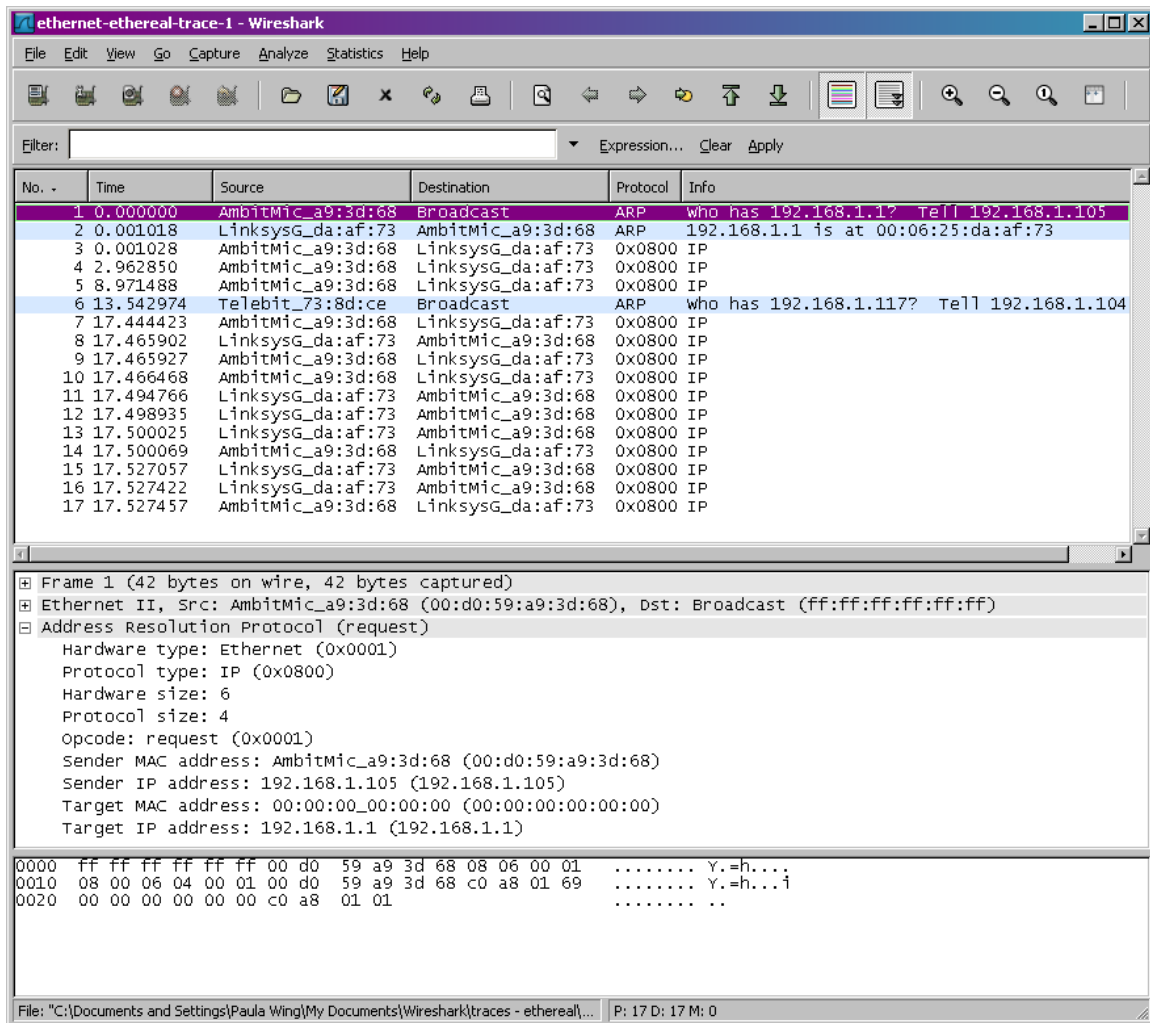 ethernet-ethereal-trace-1 - Wireshark
File Edit View Go Capture Analyze Statistics Help
Filter: Expression... Clear Apply
No. Time Source Destination Protocol Info
1 0.000000 AmbitMic_a9:3d:68 Broadcast ARP Who has 192.168.1.1? Tell 192.168.1.105
2 0.001018 LinksysG_da:af:73 AmbitMic_a9:3d:68 ARP 192.168.1.1 is at 00:06:25:da:af:73
3 0.001028 AmbitMic_a9:3d:68 LinksysG_da:af:73 0x0800 IP
4 2.962850 AmbitMic_a9:3d:68 LinksysG_da:af:73 0x0800 IP
5 8.971488 AmbitMic_a9:3d:68 LinksysG_da:af:73 0x0800 IP
6 13.542974 Telebit_73:8d:ce Broadcast ARP Who has 192.168.1.117? Tell 192.168.1.104
7 17.444423 AmbitMic_a9:3d:68 LinksysG_da:af:73 0x0800 IP
8 17.465902 LinksysG_da:af:73 AmbitMic_a9:3d:68 0x0800 IP
9 17.465927 AmbitMic_a9:3d:68 LinksysG_da:af:73 0x0800 IP
10 17.466468 AmbitMic_a9:3d:68 LinksysG_da:af:73 0x0800 IP
11 17.494766 LinksysG_da:af:73 AmbitMic_a9:3d:68 0x0800 IP
12 17.498935 LinksysG_da:af:73 AmbitMic_a9:3d:68 0x0800 IP
13 17.500025 LinksysG_da:af:73 AmbitMic_a9:3d:68 0x0800 IP
14 17.500069 AmbitMic_a9:3d:68 LinksysG_da:af:73 0x0800 IP
15 17.527057 LinksysG_da:af:73 AmbitMic_a9:3d:68 0x0800 IP
16 17.527422 LinksysG_da:af:73 AmbitMic_a9:3d:68 0x0800 IP
17 17.527457 AmbitMic_a9:3d:68 LinksysG_da:af:73 0x0800 IP
Frame 1 (42 bytes on wire, 42 bytes captured)
Ethernet II, Src: AmbitMic_a9:3d:68 (00:d0:59:a9:3d:68), Dst: Broadcast (ff:ff:ff:ff:ff:ff)
Address Resolution Protocol (request)
Hardware type: Ethernet (0x0001)
Protocol type: IP (0x0800)
Hardware size: 6
Protocol size: 4
Opcode: request (0x0001)
Sender MAC address: AmbitMic_a9:3d:68 (00:d0:59:a9:3d:68)
Sender IP address: 192.168.1.105 (192.168.1.105)
Target MAC address: 00:00:00_00:00:00 (00:00:00:00:00:00)
Target IP address: 192.168.1.1 (192.168.1.1)
0000 ff ff ff ff ff ff 00 d0 59 a9 3d 68 08 06 00 01 ........ Y.=h....
0010 08 00 06 04 00 01 00 d0 59 a9 3d 68 c0 a8 01 69 ........ Y.=h...i
0020 00 00 00 00 00 00 c0 a8 01 01 ........ ..
File: "C:\Documents and Settings\Paula Wing\My Documents\Wireshark\traces - ethereal\... P: 17 D: 17 M: 0